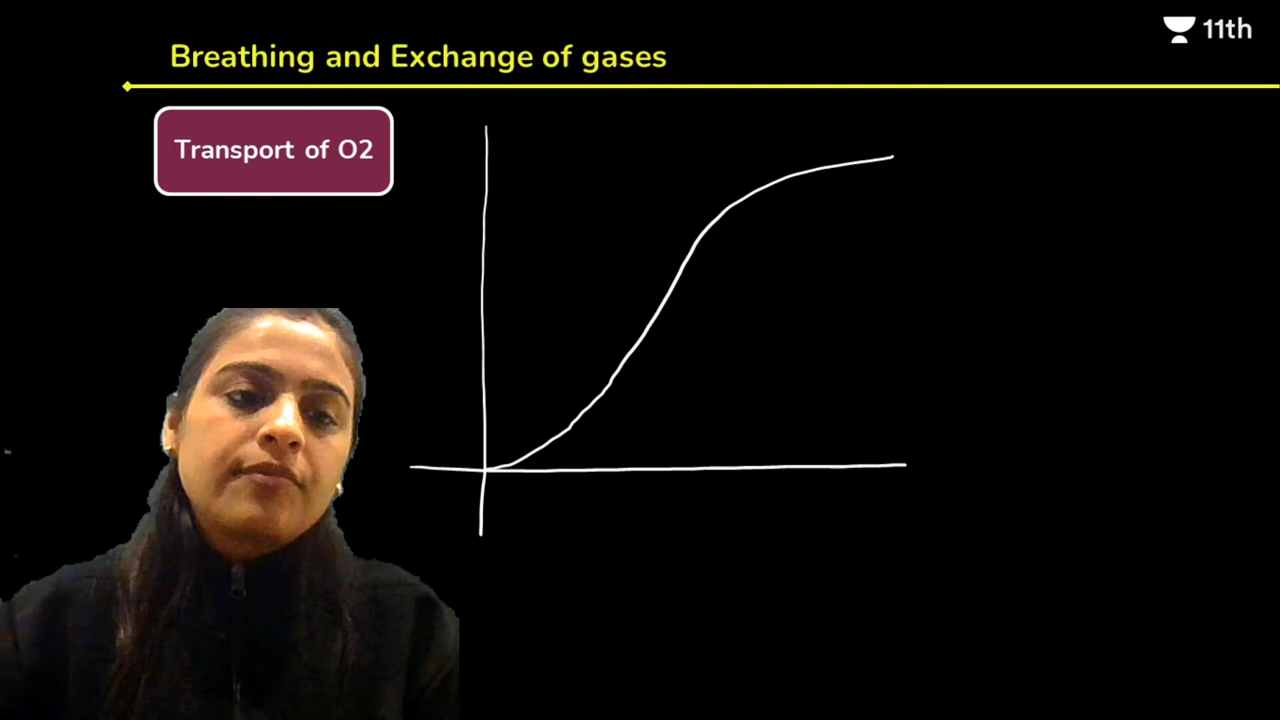 11th
Breathing and Exchange of gases
Transport of O2